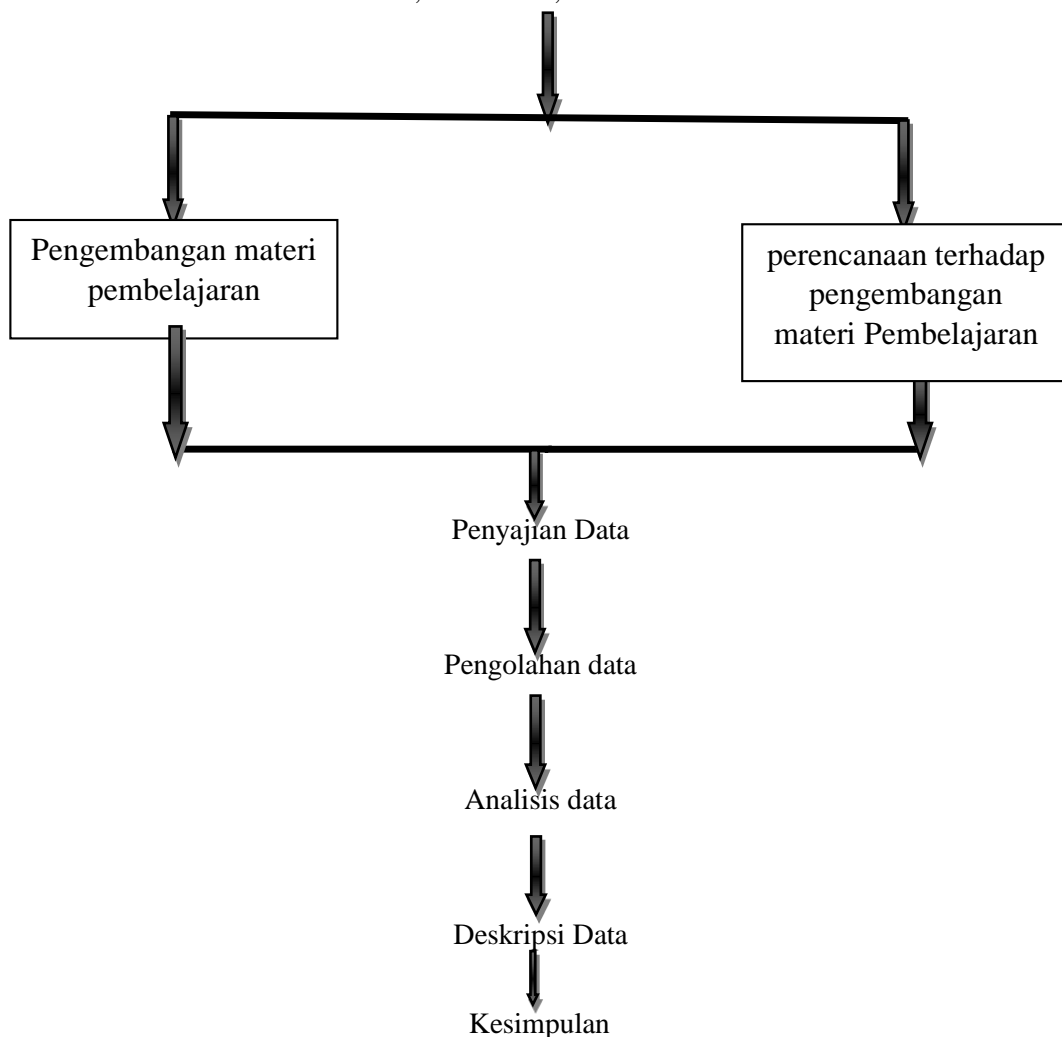 Pengembangan materi
pembelajaran
perencanaan terhadap
pengembangan
materi Pembelajaran
Penyajian Data
Pengolahan data
Analisis data
Deskripsi Data
Kesimpulan